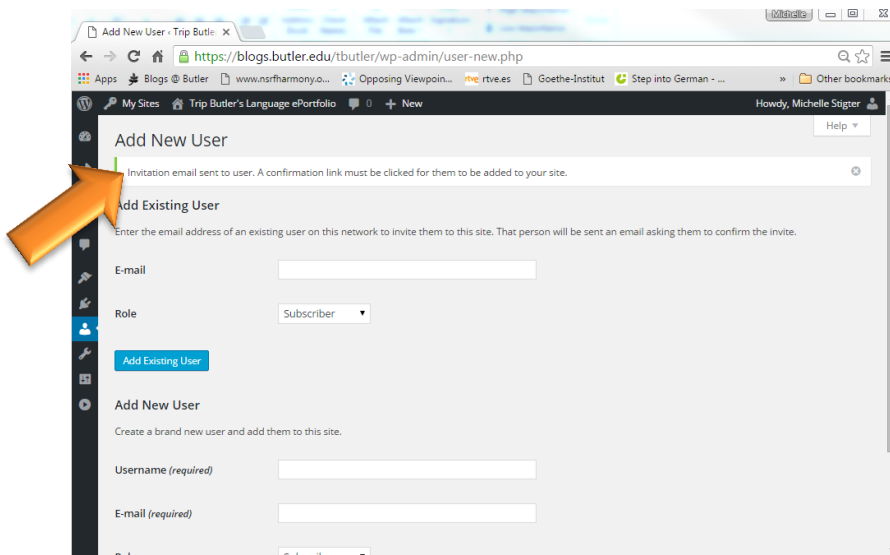 Michelle
Add New User ‹ Trip Butle
https://blogs.butler.edu/tbutler/wp-admin/user-new.php
Apps Blogs @ Butler www.nsrfharmony.o... Opposing Viewpoin... rtve rtve.es Goethe-Institut Step into German - ... » Other bookmarks
My Sites Trip Butler's Language ePortfolio 0 + New Howdy, Michelle Stigter
Help
Add New User
Invitation email sent to user. A confirmation link must be clicked for them to be added to your site.
Add Existing User
Enter the email address of an existing user on this network to invite them to this site. That person will be sent an email asking them to confirm the invite.
E-mail
Role Subscriber
Add Existing User
Add New User
Create a brand new user and add them to this site.
Username (required)
E-mail (required)